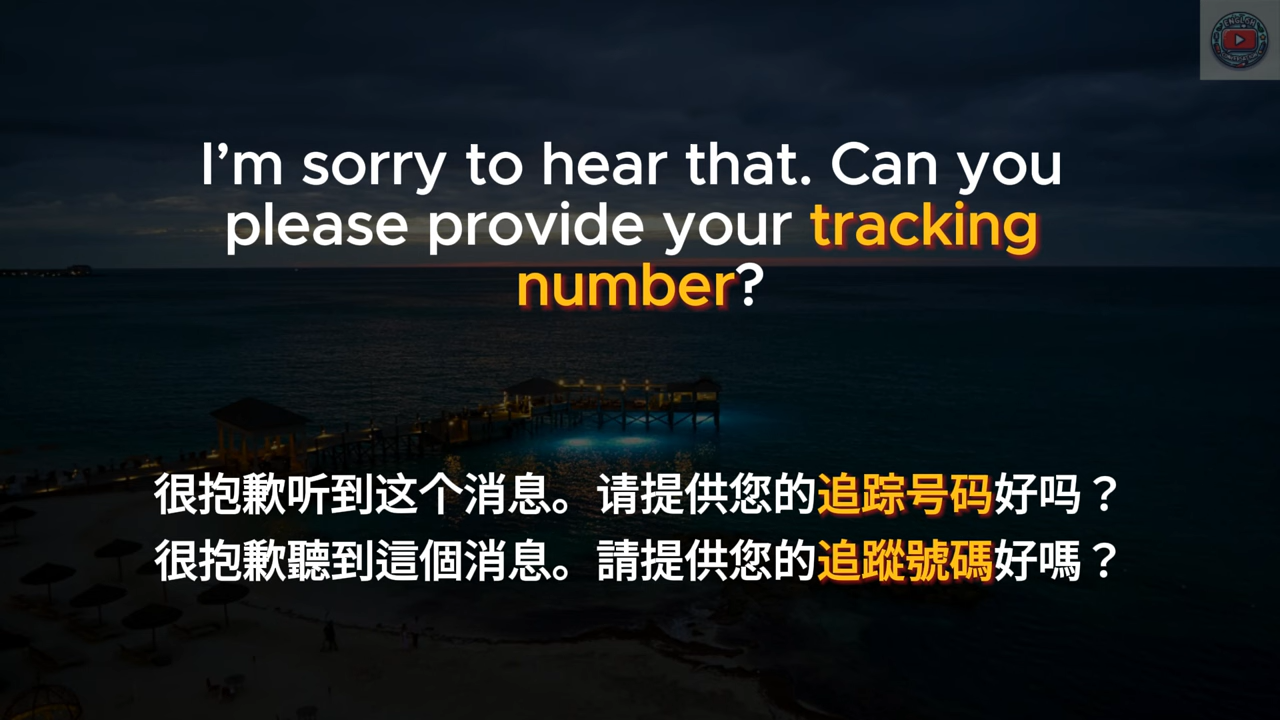 I’m sorry to hear that. Can you
please provide your tracking
number?
很抱歉听到这个消息。请提供您的追踪号码好吗？
很抱歉聽到這個消息。請提供您的追蹤號碼好嗎？